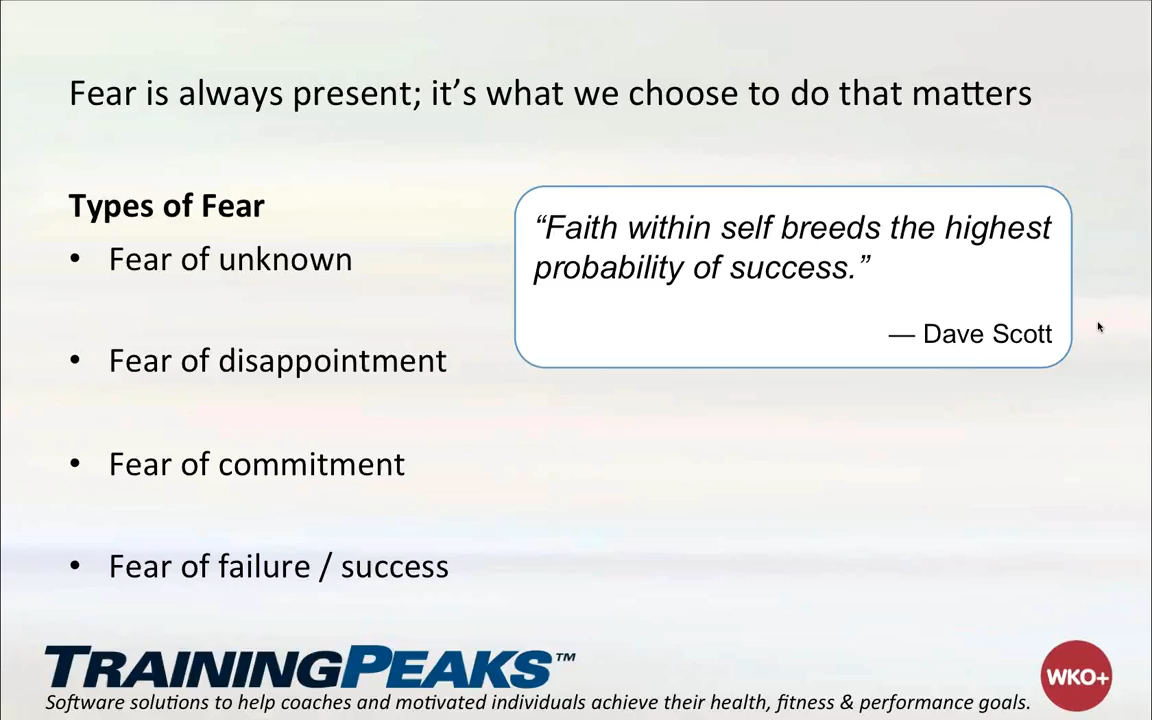 Fear is always present; it’s what we choose to do that matters
Types of Fear
• Fear of unknown
• Fear of disappointment
• Fear of commitment
• Fear of failure / success
“Faith within self breeds the highest
probability of success.”
— Dave Scott
TRAININGPEAKS™
Software solutions to help coaches and motivated individuals achieve their health, fitness & performance goals.
WKO+